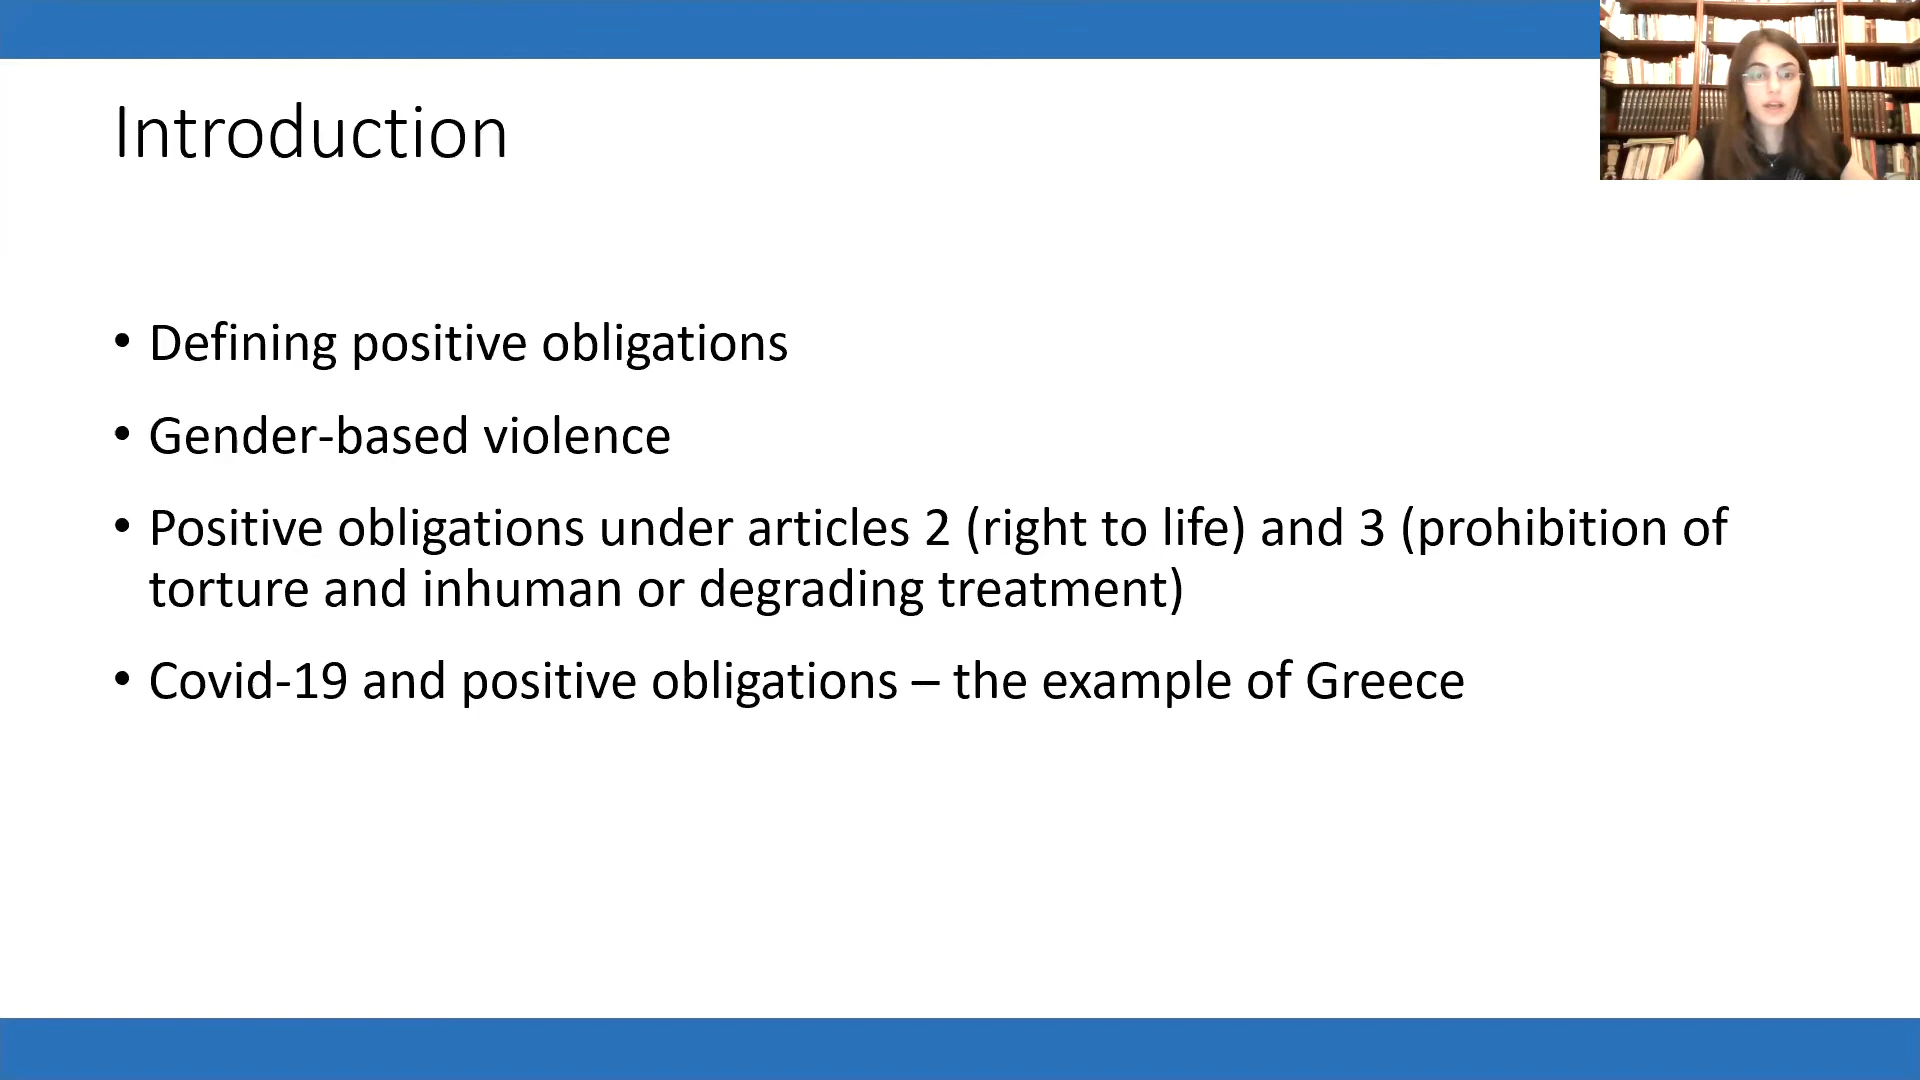 Introduction
• Defining positive obligations
• Gender-based violence
• Positive obligations under articles 2 (right to life) and 3 (prohibition of
torture and inhuman or degrading treatment)
• Covid-19 and positive obligations – the example of Greece